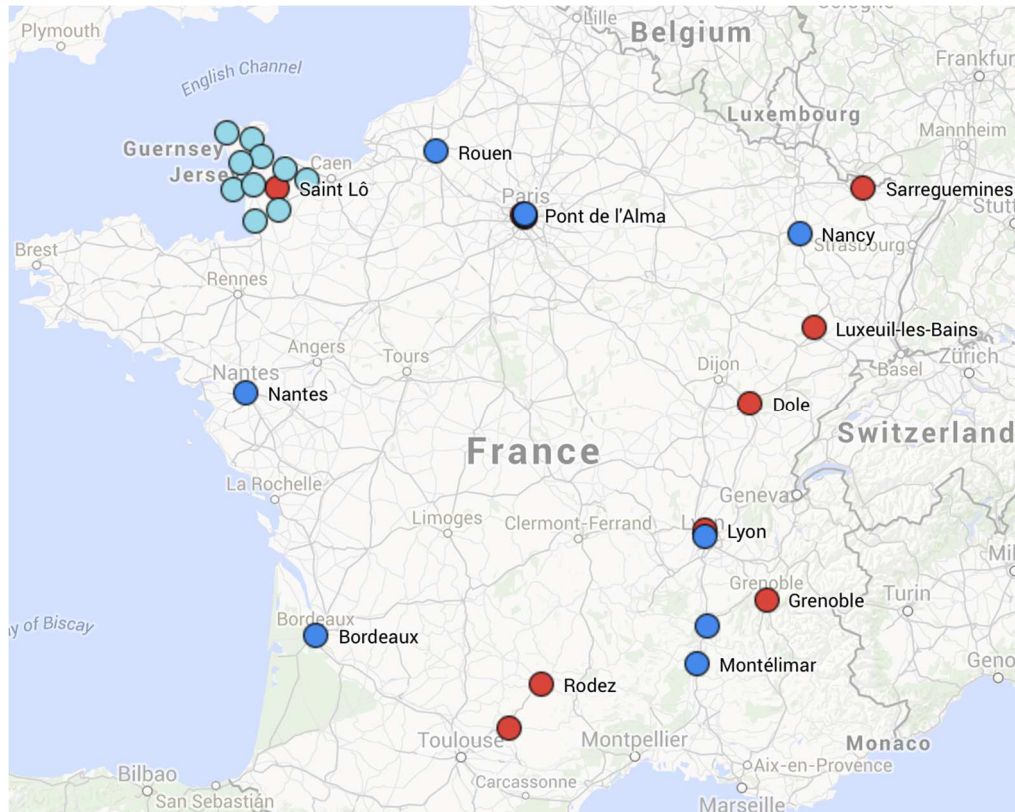 Lille
Cologne
Plymouth
Belgium
Frankfur
English Channel
Luxembourg
Mannheim
Guernsey
Rouen
Caen
Jerse
Saint Lô
Paris
Sarreguemines
Stutt
Pont de l'Alma
Nancy
Strasbourg
Brest
Rennes
Luxeuil-les-Bains
Angers
Tours
Dijon
Zürich
Basel
Nantes
Nantes
Dole
France
Switzerland
La Rochelle
Geneva
Limoges
Clermont-Ferrand
Lyon
Mil
Grenoble
Grenoble
Turin
Bordeaux
Bordeaux
y of Biscay
Montélimar
Geno
Rodez
Toulouse
Montpellier
Monaco
Aix-en-Provence
Bilbao
Carcassonne
San Sebastián
Marseille